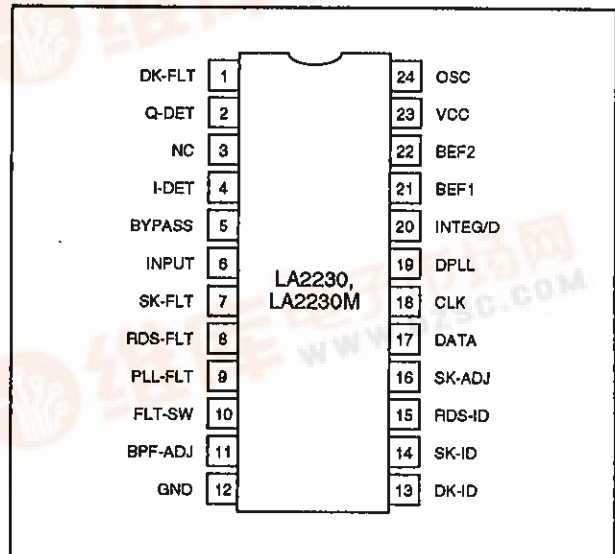 DK-FLT 1
Q-DET 2
NC 3
I-DET 4
BYPASS 5
INPUT 6
SK-FLT 7
RDS-FLT 8
PLL-FLT 9
FLT-SW 10
BPF-ADJ 11
GND 12
LA2230,
LA2230M
24 OSC
23 VCC
22 BEF2
21 BEF1
20 INTEG/D
19 DPLL
18 CLK
17 DATA
16 SK-ADJ
15 RDS-ID
14 SK-ID
13 DK-ID